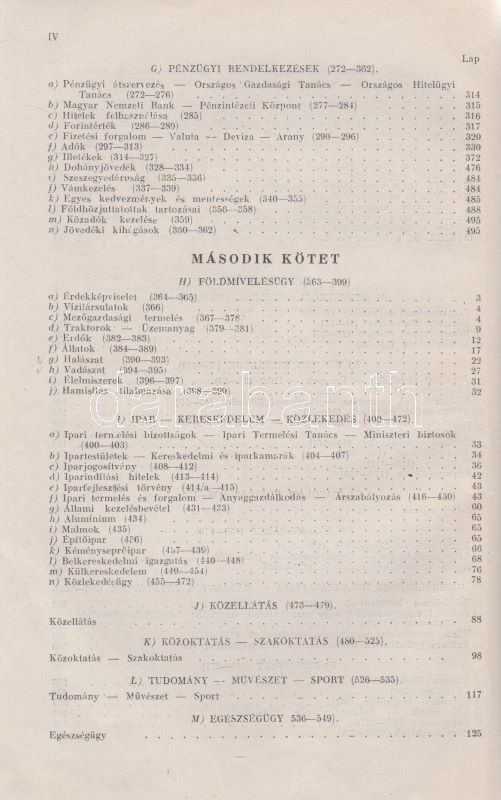 IV
Lap
G) PÉNZÜGYI RENDELKEZÉSEK (272—362).
a) Pénzügyi átszervezés — Országos Gazdasági Tanács — Országos Hitelügyi
Tanács (272—276) 314
b) Magyar Nemzeti Bank — Pénzintézeti Központ (277—284) 315
c) Hitelek felhasználása (285) 316
d) Forintérték (286—289) 317
e) Fizetési forgalom — Valuta — Deviza — Arany (290—296) 320
f) Adók (297—313) 330
g) Illetékek (314—327) 372
h) Dohányjövedék (328—334) 476
i) Szeszegyedáruság (335—336) 484
j) Vámkezelés (337—339) 484
k) Egyes kedvezmények és mentességek (340—355) 485
l) Földhözjuttatottak tartozásai (356—358) 488
m) Közadók kezelése (359) 495
n) Jövedéki kihágások (360—362) 495
MÁSODIK KÖTET
H) FÖLDMÍVELÉSÜGY (363—399)
a) Érdekképviselet (364—365) 3
b) Vízitársulatok (366) 4
c) Mezőgazdasági termelés (367—378 4
d) Traktorok — Üzemanyag (379—381) 9
e) Erdők (382—383) 12
f) Állatok (384—389) 17
g) Halászat (390—393) 22
h) Vadászat (394—395) 27
i) Élelmiszerek (396—397) 31
j) Hamisítás tilalmazása (398—399) 32
darabanth
I) IPAR — KERESKEDELEM — KÖZLEKEDÉS (400—472).
a) Ipari termelési bizottságok — Ipari Termelési Tanács — Miniszteri biztosok
(400—403) 33
b) Ipartestületek — Kereskedelmi és iparkamarák (404—407) 34
c) Iparjogosítvány (408—412) 36
d) Iparindítási hitelek (413—414) 42
e) Iparfejlesztési törvény (414/a—415) 43
f) Ipari termelés és forgalom — Anyaggazdálkodás — Árszabályozás (416—430) 43
g) Állami kezelésbevétel (431—433) 60
h) Alumínium (434) 65
i) Malmok (435) 65
j) Építőipar (436) 65
k) Kéményseprőipar (437—439) 66
l) Belkereskedelmi igazgatás (440—448) 68
m) Külkereskedelem (449—454) 76
n) Közlekedésügy (455—472) 78
J) KÖZELLÁTÁS (473—479).
Közellátás 88
K) KÖZOKTATÁS — SZAKOKTATÁS (480—525).
Közoktatás — Szakoktatás 98
L) TUDOMÁNY — MŰVÉSZET — SPORT (526—535).
Tudomány — Művészet — Sport 117
M) EGÉSZSÉGÜGY 536—549).
Egészségügy 125